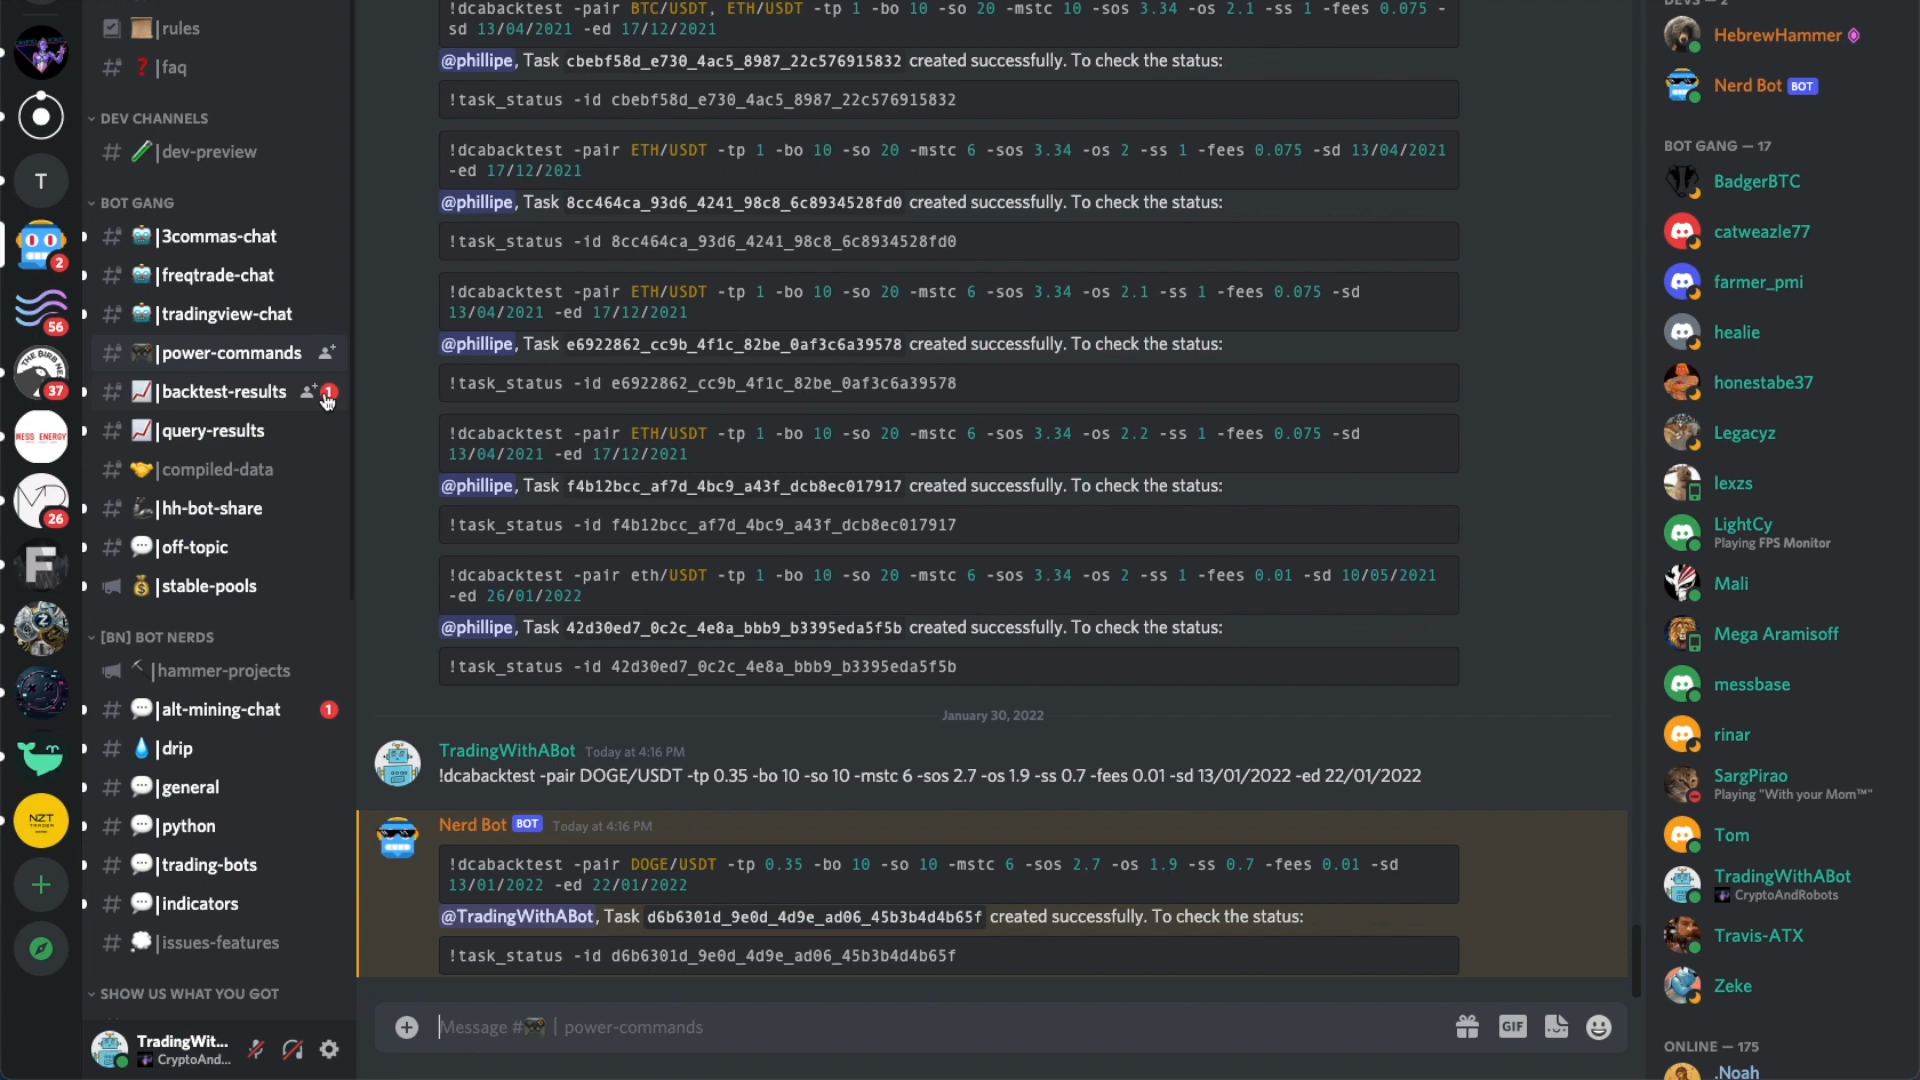 rules
faq
DEV CHANNELS
dev-preview
BOT GANG
3commas-chat
freqtrade-chat
tradingview-chat
power-commands
backtest-results 1
query-results
compiled-data
hh-bot-share
off-topic
stable-pools
[BN] BOT NERDS
hammer-projects
alt-mining-chat 1
drip
general
python
trading-bots
indicators
issues-features
SHOW US WHAT YOU GOT
TradingWit...
CryptoAnd...
T
2
56
THE BIRB NEST
37
MESS ENERGY
26
F
NZT
TRADER
!dcabacktest -pair BTC/USDT, ETH/USDT -tp 1 -bo 10 -so 20 -mstc 10 -sos 3.34 -os 2.1 -ss 1 -fees 0.075 -
sd 13/04/2021 -ed 17/12/2021
@phillipe, Task cbebf58d_e730_4ac5_8987_22c576915832 created successfully. To check the status:
!task_status -id cbebf58d_e730_4ac5_8987_22c576915832
!dcabacktest -pair ETH/USDT -tp 1 -bo 10 -so 20 -mstc 6 -sos 3.34 -os 2 -ss 1 -fees 0.075 -sd 13/04/2021
-ed 17/12/2021
@phillipe, Task 8cc464ca_93d6_4241_98c8_6c8934528fd0 created successfully. To check the status:
!task_status -id 8cc464ca_93d6_4241_98c8_6c8934528fd0
!dcabacktest -pair ETH/USDT -tp 1 -bo 10 -so 20 -mstc 6 -sos 3.34 -os 2.1 -ss 1 -fees 0.075 -sd
13/04/2021 -ed 17/12/2021
@phillipe, Task e6922862_cc9b_4f1c_82be_0af3c6a39578 created successfully. To check the status:
!task_status -id e6922862_cc9b_4f1c_82be_0af3c6a39578
!dcabacktest -pair ETH/USDT -tp 1 -bo 10 -so 20 -mstc 6 -sos 3.34 -os 2.2 -ss 1 -fees 0.075 -sd
13/04/2021 -ed 17/12/2021
@phillipe, Task f4b12bcc_af7d_4bc9_a43f_dcb8ec017917 created successfully. To check the status:
!task_status -id f4b12bcc_af7d_4bc9_a43f_dcb8ec017917
!dcabacktest -pair eth/USDT -tp 1 -bo 10 -so 20 -mstc 6 -sos 3.34 -os 2 -ss 1 -fees 0.01 -sd 10/05/2021
-ed 26/01/2022
@phillipe, Task 42d30ed7_0c2c_4e8a_bbb9_b3395eda5f5b created successfully. To check the status:
!task_status -id 42d30ed7_0c2c_4e8a_bbb9_b3395eda5f5b
January 30, 2022
TradingWithABot Today at 4:16 PM
!dcabacktest -pair DOGE/USDT -tp 0.35 -bo 10 -so 10 -mstc 6 -sos 2.7 -os 1.9 -ss 0.7 -fees 0.01 -sd 13/01/2022 -ed 22/01/2022
Nerd Bot BOT Today at 4:16 PM
!dcabacktest -pair DOGE/USDT -tp 0.35 -bo 10 -so 10 -mstc 6 -sos 2.7 -os 1.9 -ss 0.7 -fees 0.01 -sd
13/01/2022 -ed 22/01/2022
@TradingWithABot, Task d6b6301d_9e0d_4d9e_ad06_45b3b4d4b65f created successfully. To check the status:
!task_status -id d6b6301d_9e0d_4d9e_ad06_45b3b4d4b65f
Message #🎮 | power-commands
GIF
DEVS — 2
HebrewHammer
Nerd Bot BOT
BOT GANG — 17
BadgerBTC
catweazle77
farmer_pmi
healie
honestabe37
Legacyz
lexzs
LightCy
Playing FPS Monitor
Mali
Mega Aramisoff
messbase
rinar
SargPirao
Playing "With your Mom™"
Tom
TradingWithABot
CryptoAndRobots
Travis-ATX
Zeke
ONLINE — 175
.Noah